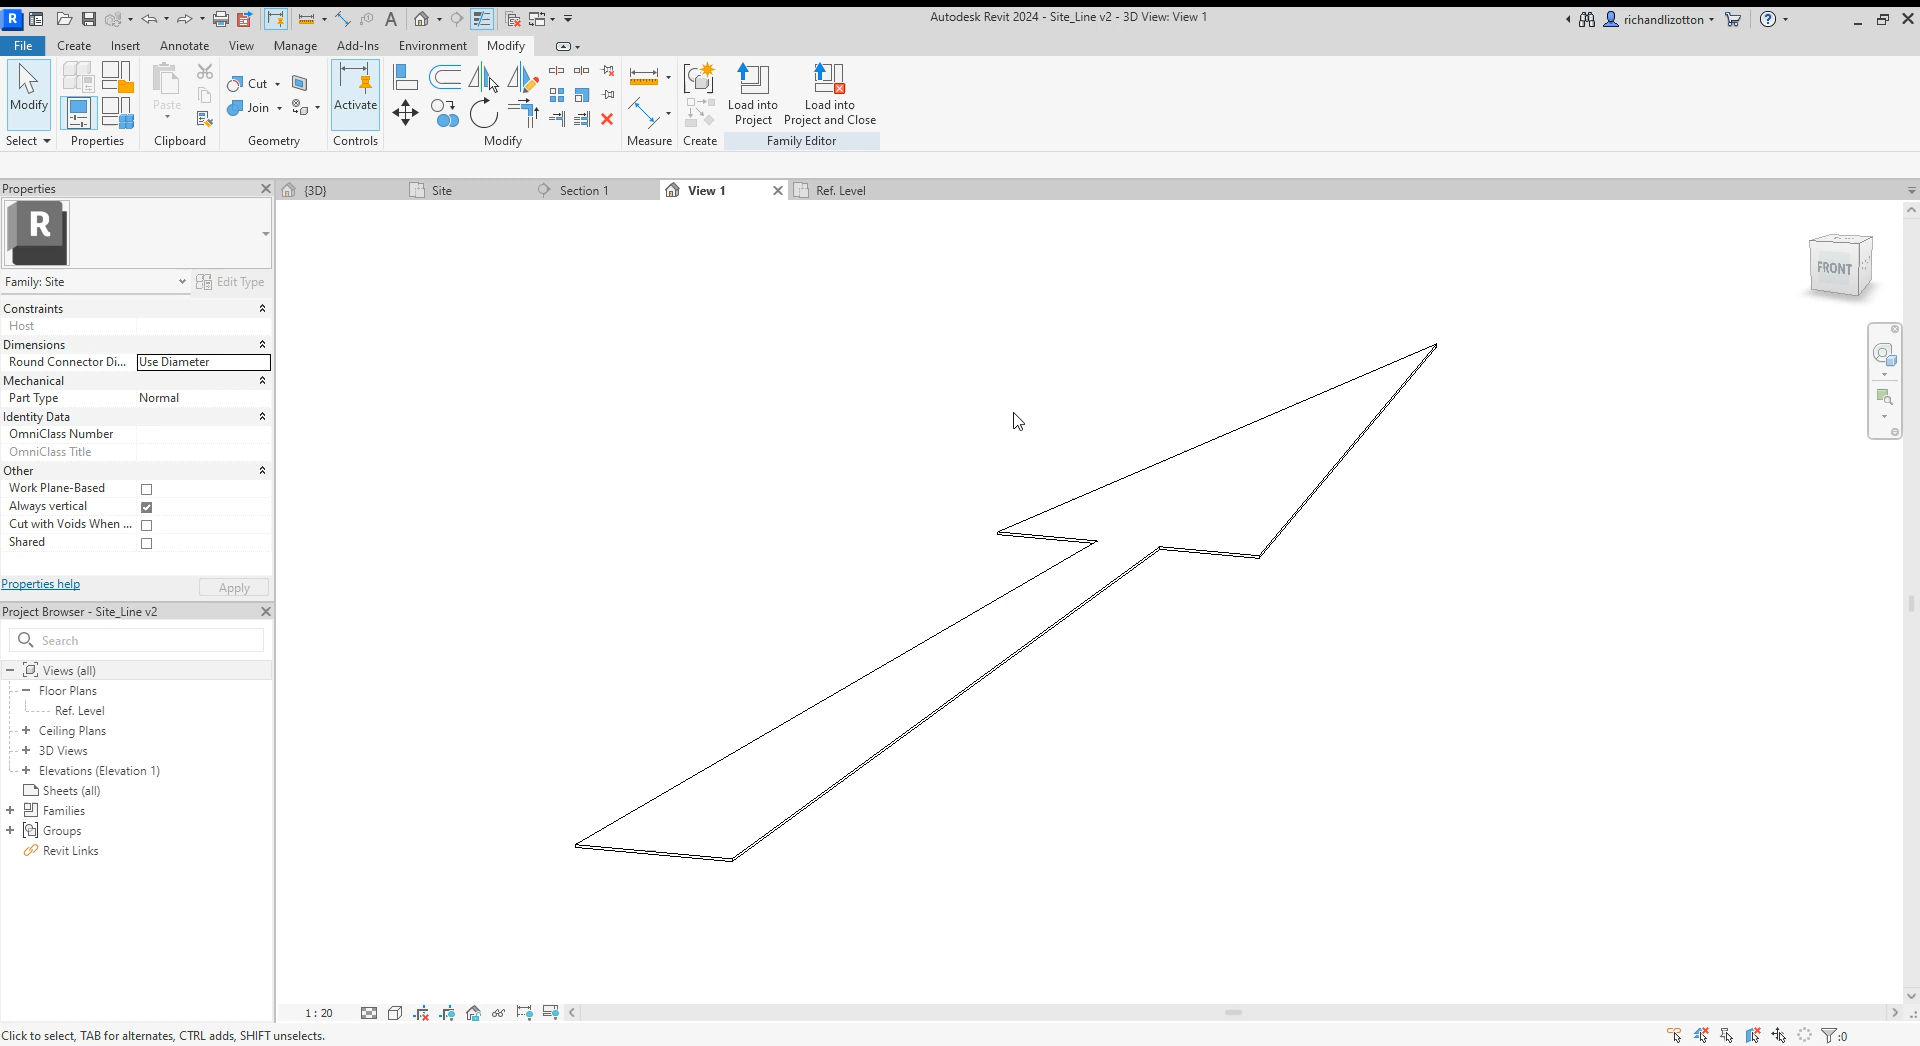 Autodesk Revit 2024 - Site_Line v2 - 3D View: View 1
richandlizotton
File
Create
Insert
Annotate
View
Manage
Add-Ins
Environment
Modify
Modify
Paste
Cut
Join
Activate
Load into
Project
Load into
Project and Close
Select
Properties
Clipboard
Geometry
Controls
Modify
Measure
Create
Family Editor
Properties
{3D}
Site
Section 1
View 1
Ref. Level
R
Family: Site
Edit Type
Constraints
Host
Dimensions
Round Connector Di... Use Diameter
Mechanical
Part Type Normal
Identity Data
OmniClass Number
OmniClass Title
Other
Work Plane-Based
Always vertical
Cut with Voids When ...
Shared
Properties help
Apply
Project Browser - Site_Line v2
Search
Views (all)
Floor Plans
Ref. Level
Ceiling Plans
3D Views
Elevations (Elevation 1)
Sheets (all)
Families
Groups
Revit Links
FRONT
1 : 20
Click to select, TAB for alternates, CTRL adds, SHIFT unselects.
:0